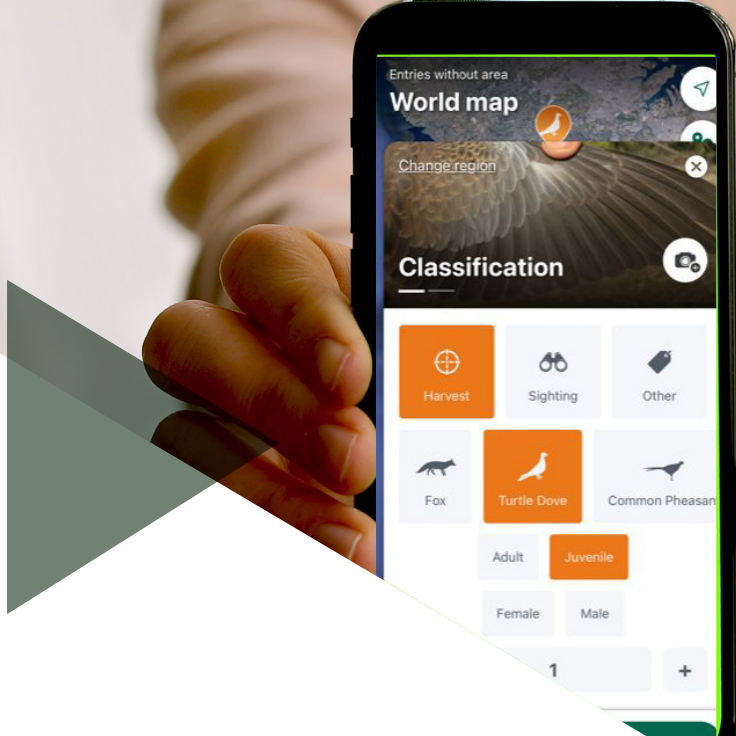 Entries without area
World map
Change region
Classification
Harvest
Sighting
Other
Fox
Turtle Dove
Common Pheasan
Adult
Juvenile
Female
Male
1
+